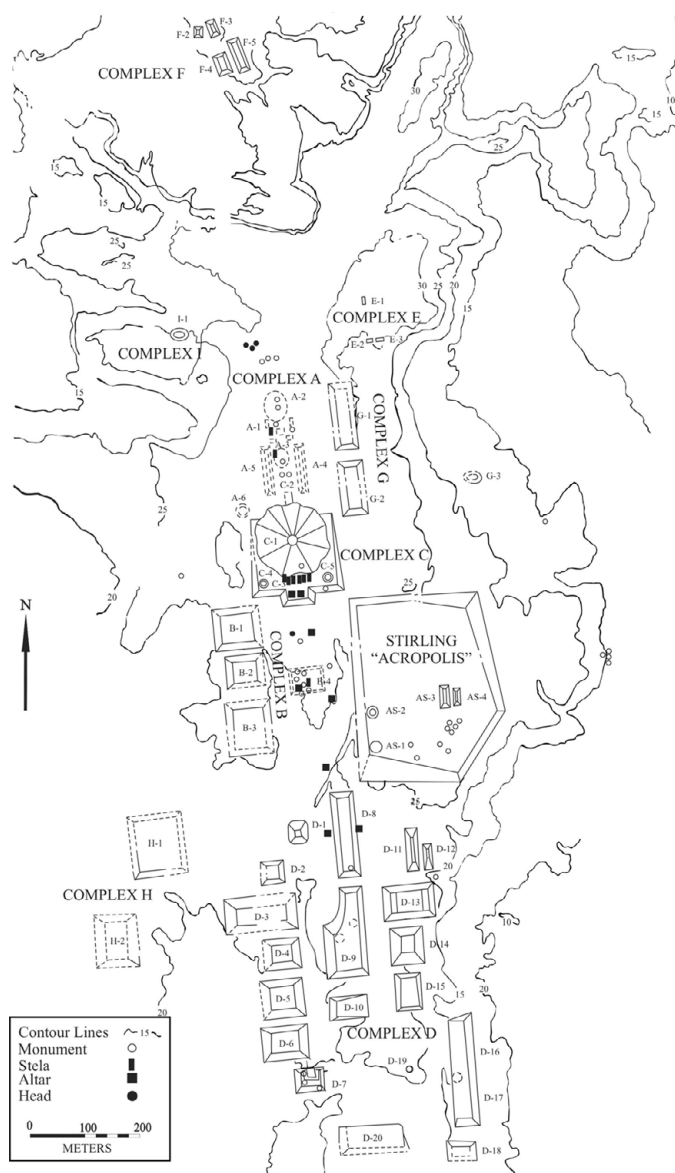 F-3
F-2
F-5
F-4
COMPLEX F
15
30
10
15
25
15
15
25
25
30
25
20
15
E-1
COMPLEX E
I-1
COMPLEX I
E-2
E-3
COMPLEX A
15
A-2
A-1
G-1
COMPLEX G
A-3
A-5
A-4
C-2
G-3
A-6
G-2
25
C-1
COMPLEX C
C-4
C-5
C-3
25
20
N
B-1
STIRLING
"ACROPOLIS"
B-2
COMPLEX B
B-4
AS-3
AS-4
AS-2
B-3
AS-1
25
D-8
D-1
H-1
D-11
D-12
20
D-2
COMPLEX H
D-3
D-13
10
H-2
D-4
D-9
D-14
D-5
D-15
15
20
20
D-10
COMPLEX D
D-6
D-16
D-19
D-7
D-17
D-20
D-18
Contour Lines 15
Monument
Stela
Altar
Head
0 100 200
METERS